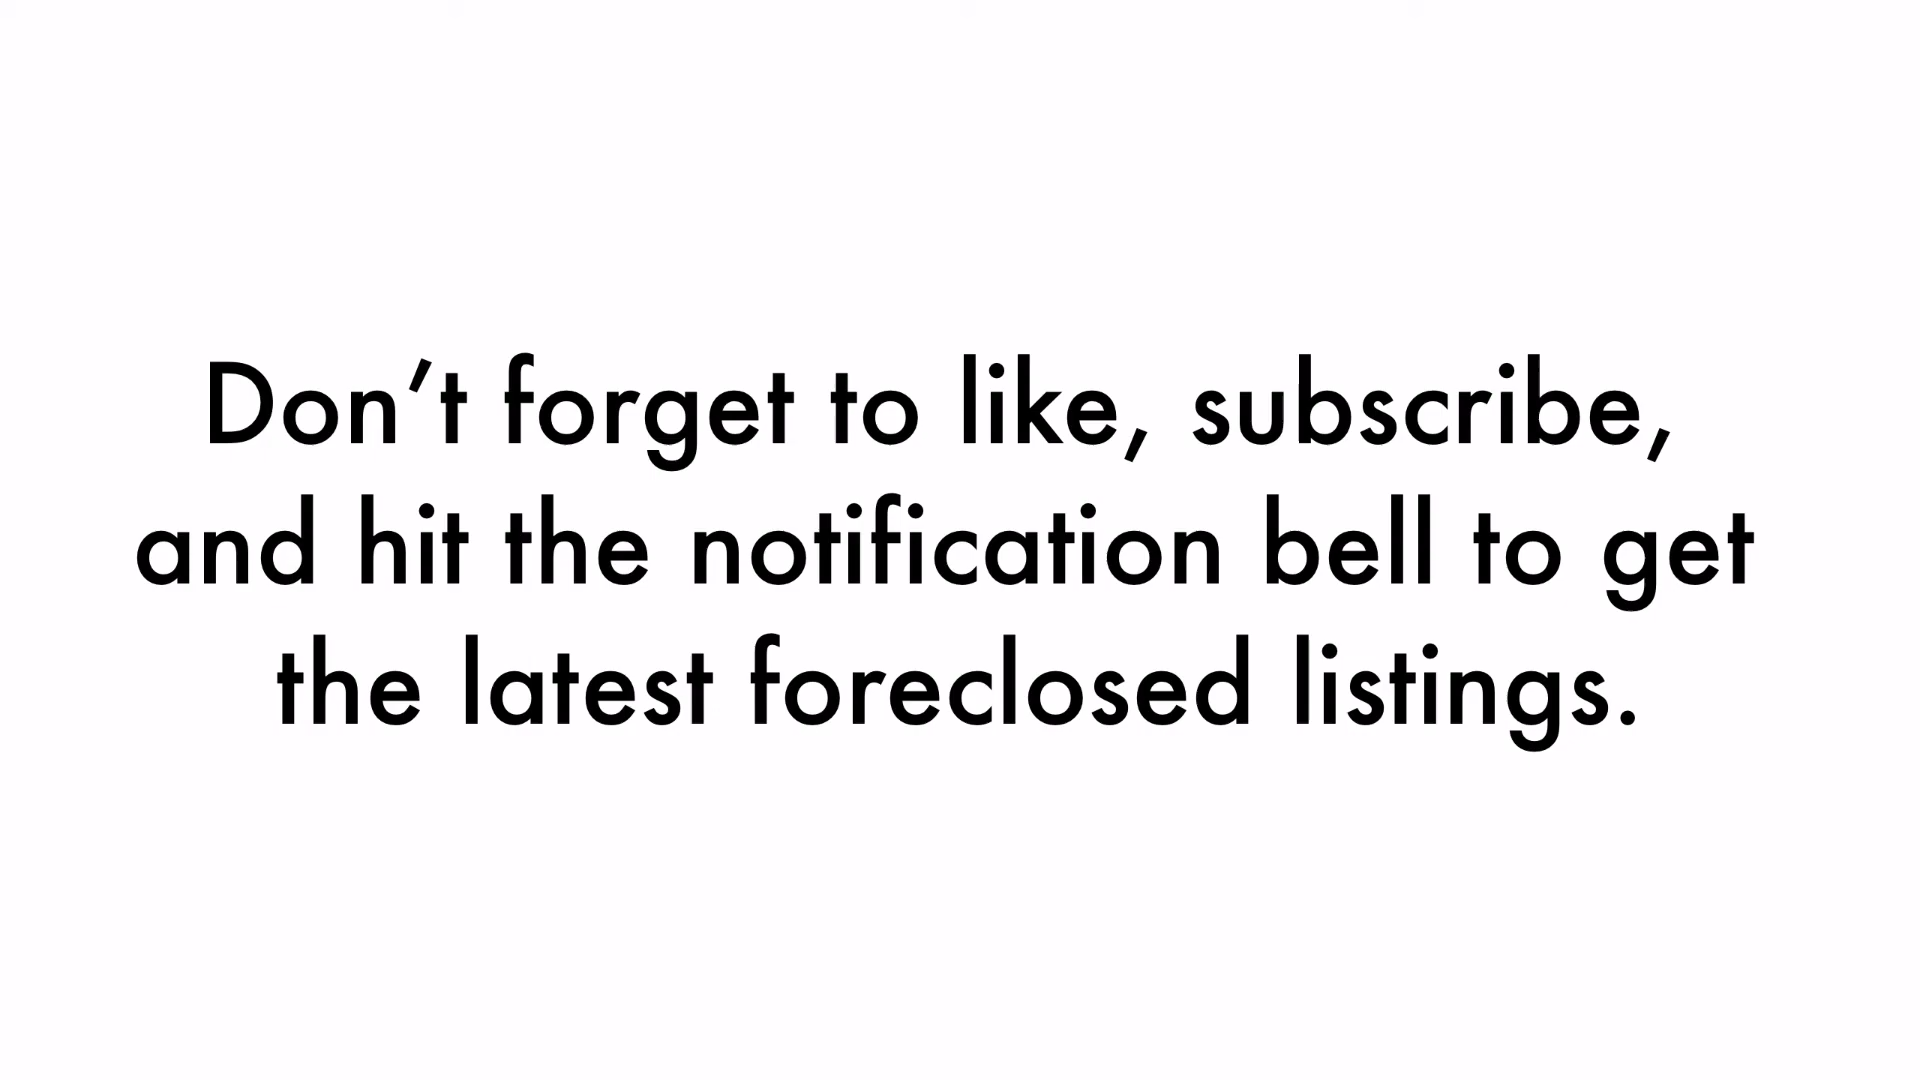 Don’t forget to like, subscribe,
and hit the notification bell to get
the latest foreclosed listings.